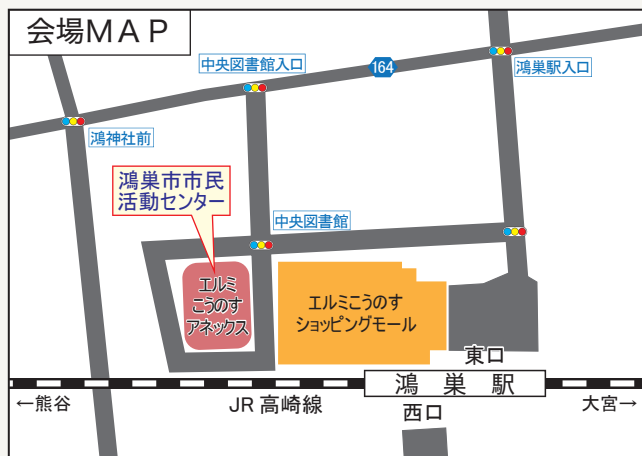 会場MAP
中央図書館入口
164
鴻巣駅入口
鴻神社前
鴻巣市市民
活動センター
中央図書館
エルミ
こうのす
アネックス
エルミこうのす
ショッピングモール
東口
鴻巣駅
←熊谷
JR高崎線
西口
大宮→